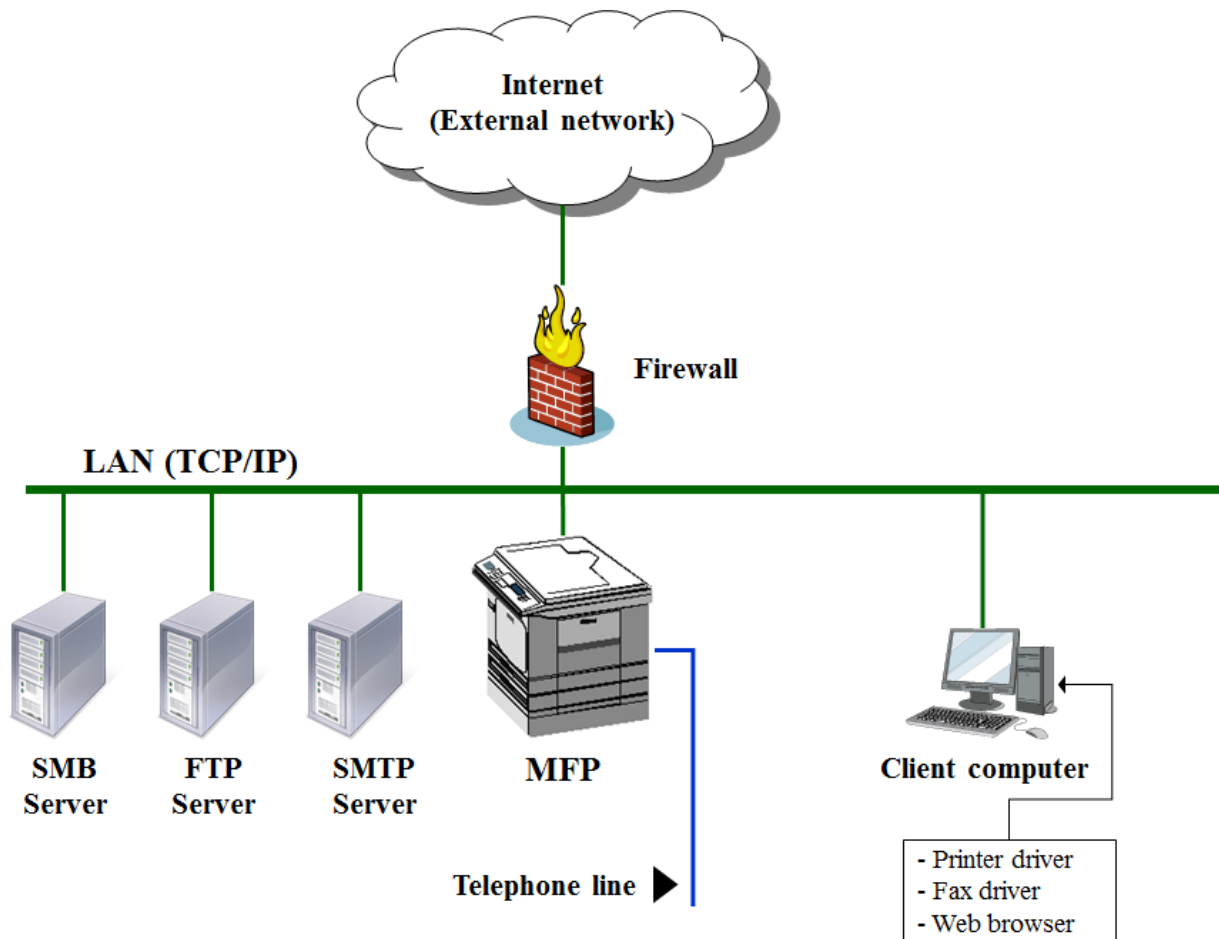 Internet
(External network)
Firewall
LAN (TCP/IP)
SMB
Server
FTP
Server
SMTP
Server
MFP
Client computer
Telephone line
- Printer driver
- Fax driver
- Web browser